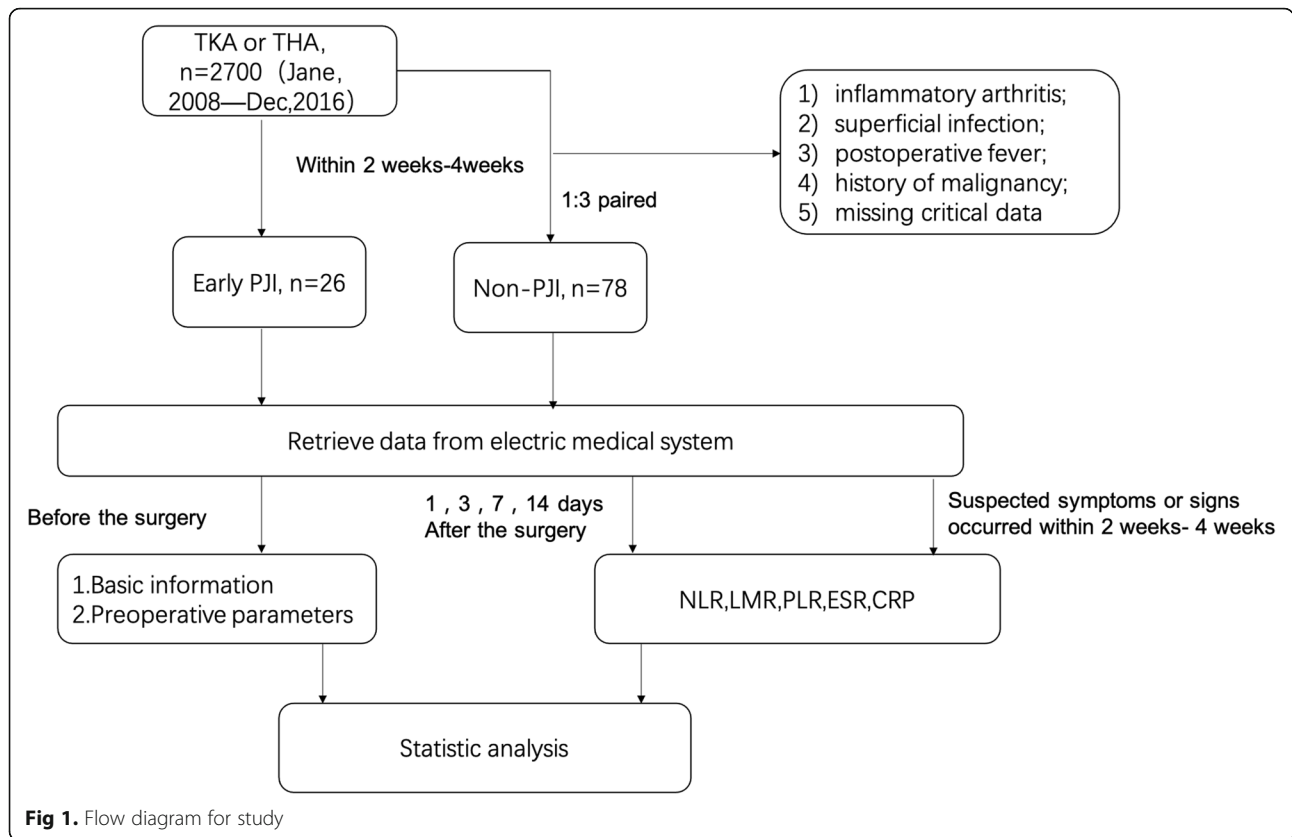 TKA or THA,
n=2700（Jane,
2008—Dec,2016）
1) inflammatory arthritis;
2) superficial infection;
3) postoperative fever;
4) history of malignancy;
5) missing critical data
Within 2 weeks-4weeks
1:3 paired
Early PJI, n=26
Non-PJI, n=78
Retrieve data from electric medical system
Before the surgery
1 , 3 , 7 , 14 days
After the surgery
Suspected symptoms or signs
occurred within 2 weeks- 4 weeks
1.Basic information
2.Preoperative parameters
NLR,LMR,PLR,ESR,CRP
Statistic analysis
Fig 1. Flow diagram for study